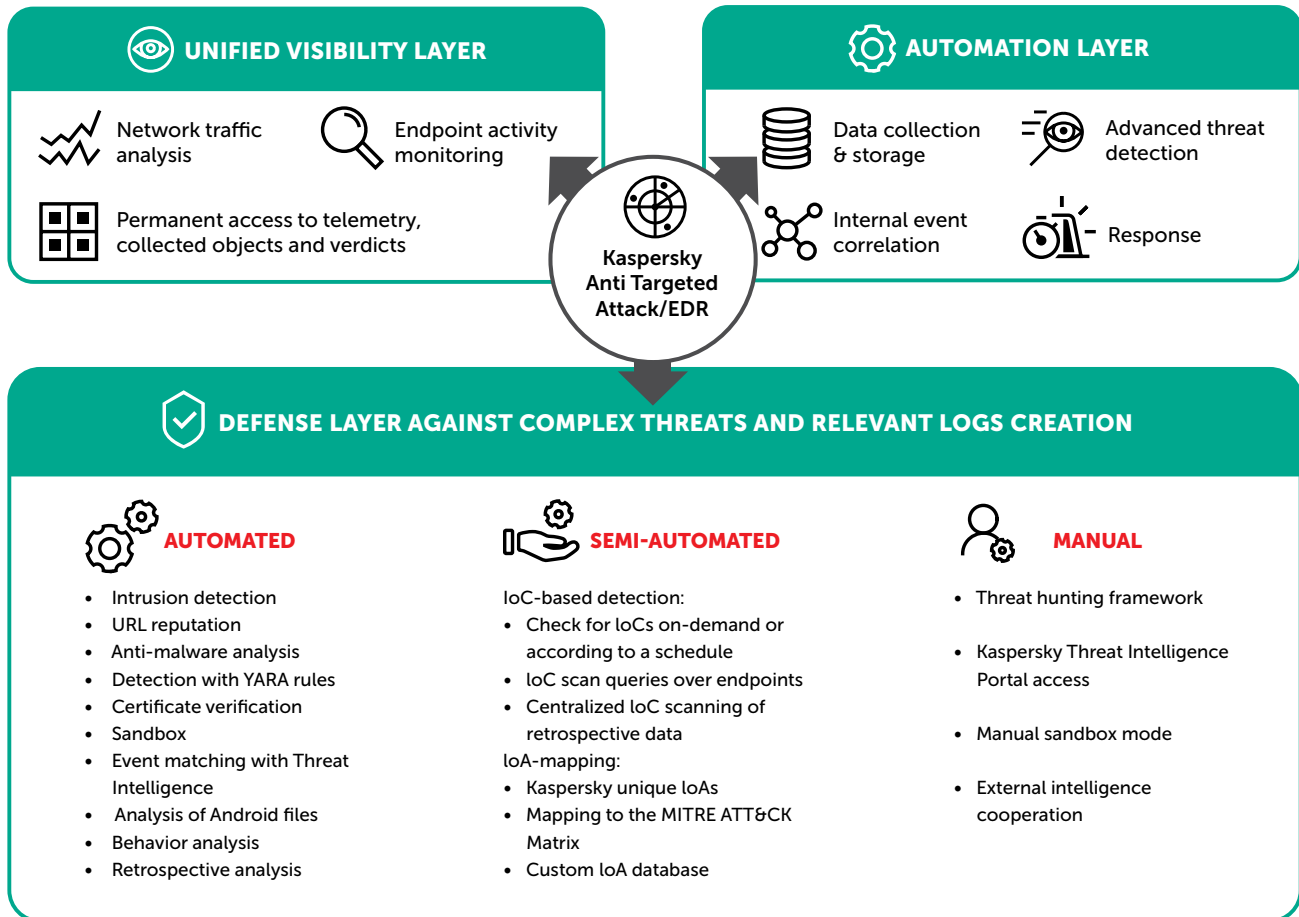 UNIFIED VISIBILITY LAYER
Network traffic
analysis
Endpoint activity
monitoring
Permanent access to telemetry,
collected objects and verdicts
AUTOMATION LAYER
Data collection
& storage
Advanced threat
detection
Internal event
correlation
Response
Kaspersky
Anti Targeted
Attack/EDR
DEFENSE LAYER AGAINST COMPLEX THREATS AND RELEVANT LOGS CREATION
AUTOMATED
• Intrusion detection
• URL reputation
• Anti-malware analysis
• Detection with YARA rules
• Certificate verification
• Sandbox
• Event matching with Threat
Intelligence
• Analysis of Android files
• Behavior analysis
• Retrospective analysis
SEMI-AUTOMATED
IoC-based detection:
• Check for IoCs on-demand or
according to a schedule
• IoC scan queries over endpoints
• Centralized IoC scanning of
retrospective data
IoA-mapping:
• Kaspersky unique IoAs
• Mapping to the MITRE ATT&CK
Matrix
• Custom IoA database
MANUAL
• Threat hunting framework
• Kaspersky Threat Intelligence
Portal access
• Manual sandbox mode
• External intelligence
cooperation